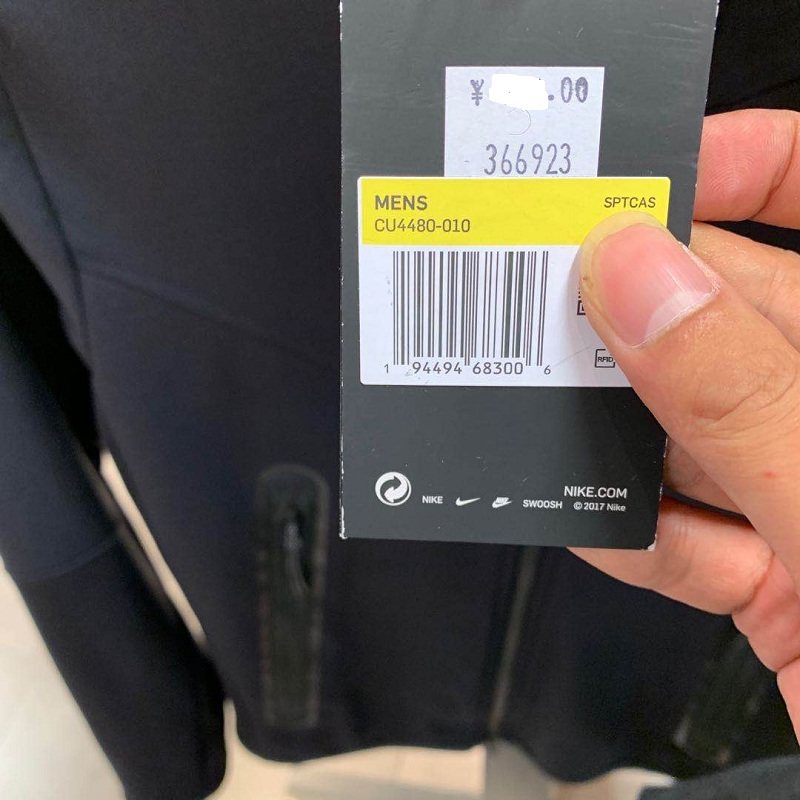 ¥ .00
366923
MENS
SPTCAS
CU4480-010
1 94494 68300 6
RFID
NIKE SWOOSH
NIKE.COM
© 2017 Nike